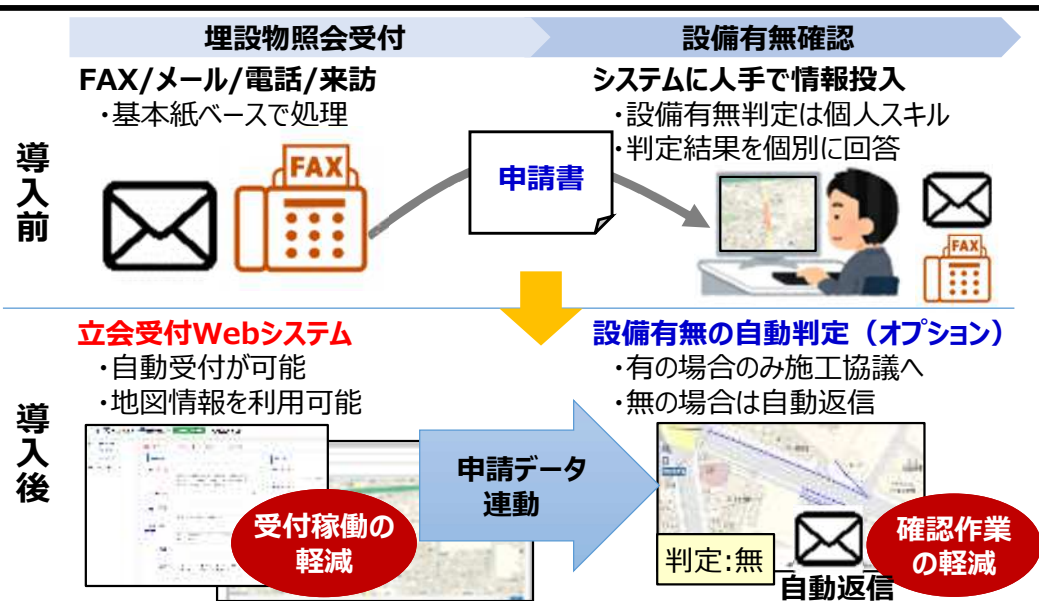 埋設物照会受付
設備有無確認
導入前
FAX/メール/電話/来訪
・基本紙ベースで処理
FAX
申請書
システムに人手で情報投入
・設備有無判定は個人スキル
・判定結果を個別に回答
FAX
導入後
立会受付Webシステム
・自動受付が可能
・地図情報を利用可能
受付稼働の
軽減
申請データ
連動
設備有無の自動判定（オプション）
・有の場合のみ施工協議へ
・無の場合は自動返信
判定:無
自動返信
確認作業
の軽減